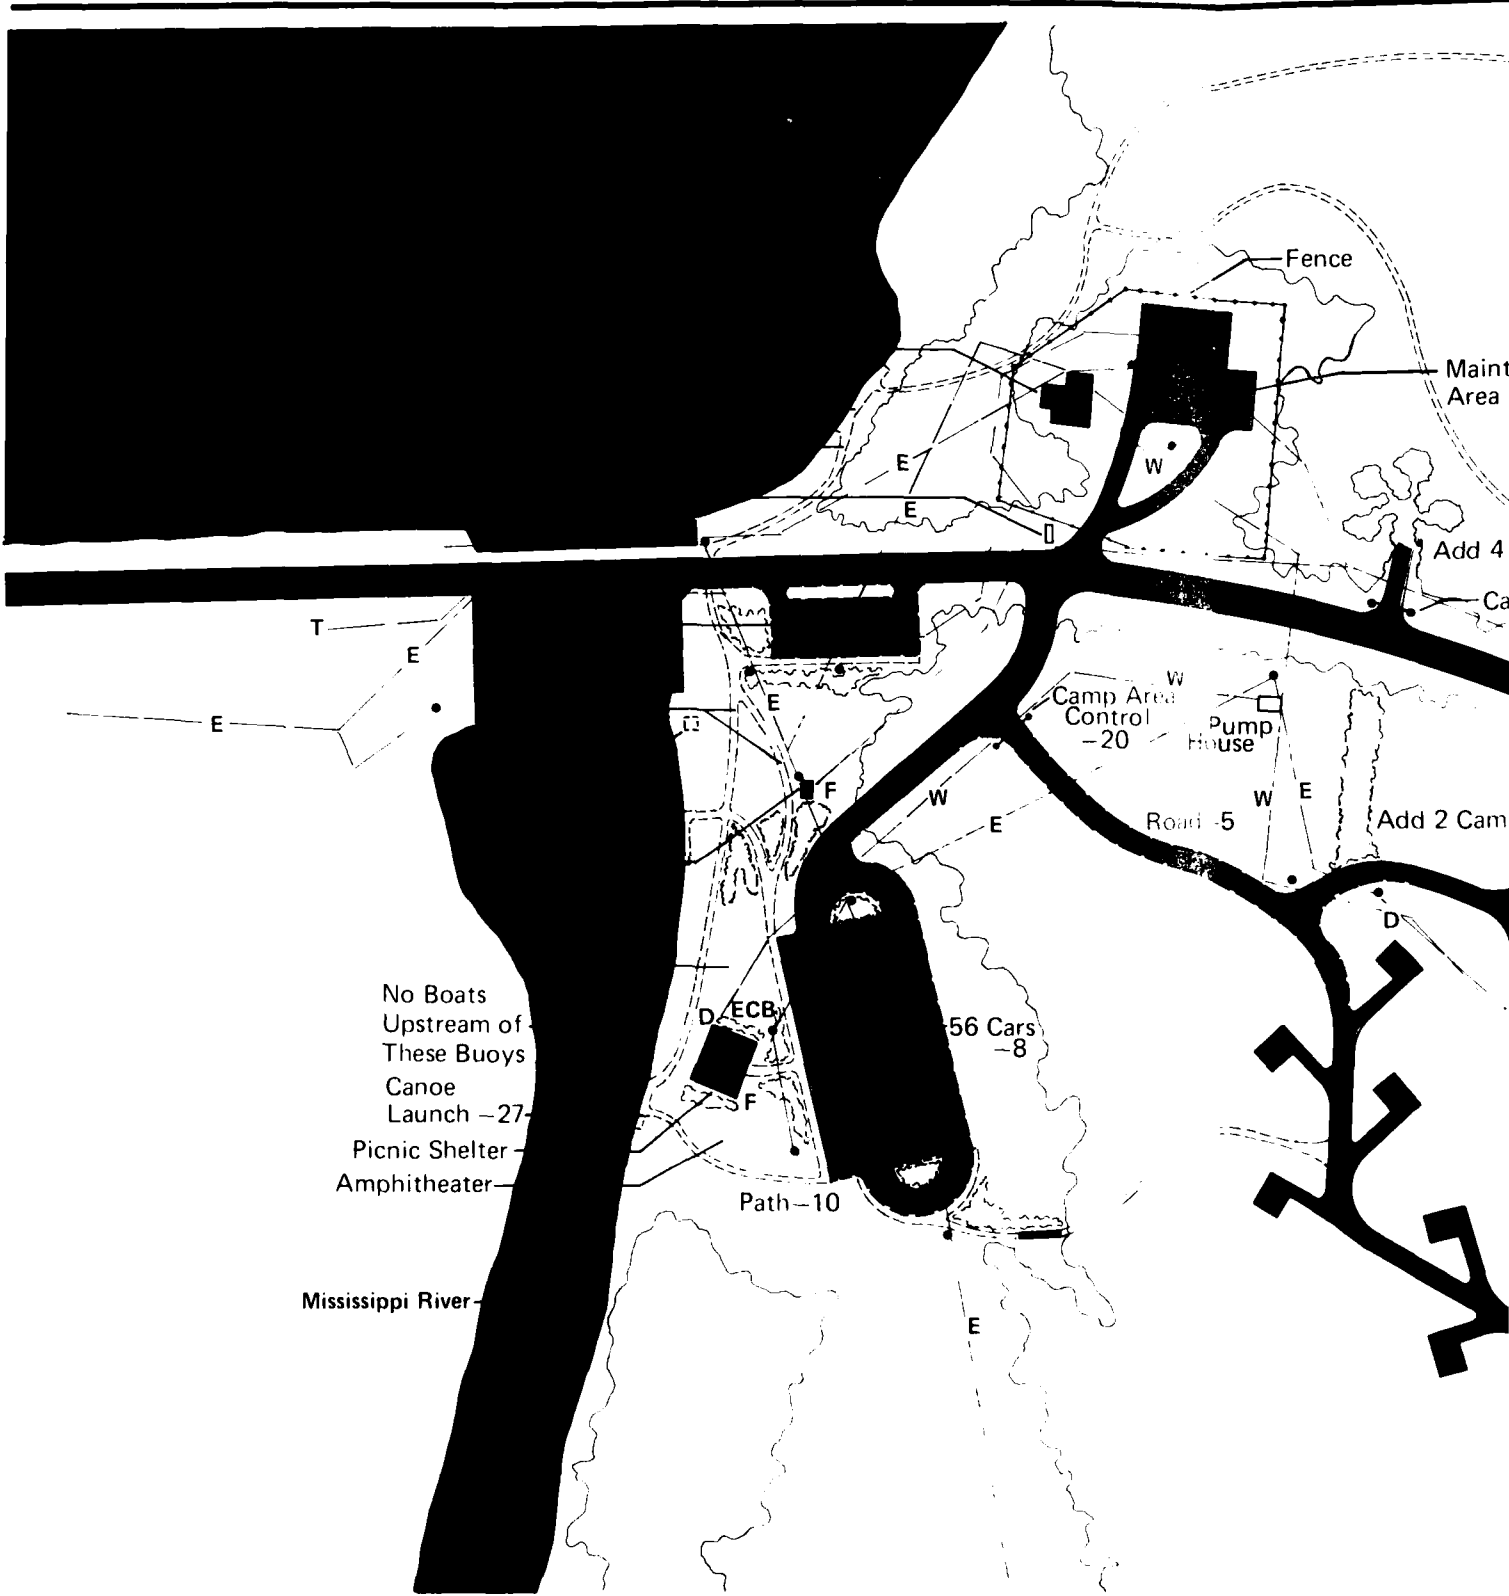 Fence
Maint
Area
E
W
E
Add 4
Ca
T
E
E
E
W
Camp Area
Control
-20
Pump
House
F
W
E
W
E
Road -5
Add 2 Cam
D
No Boats
Upstream of
These Buoys
D
ECB
56 Cars
-8
Canoe
Launch -27
F
Picnic Shelter
Amphitheater
Path-10
Mississippi River
E